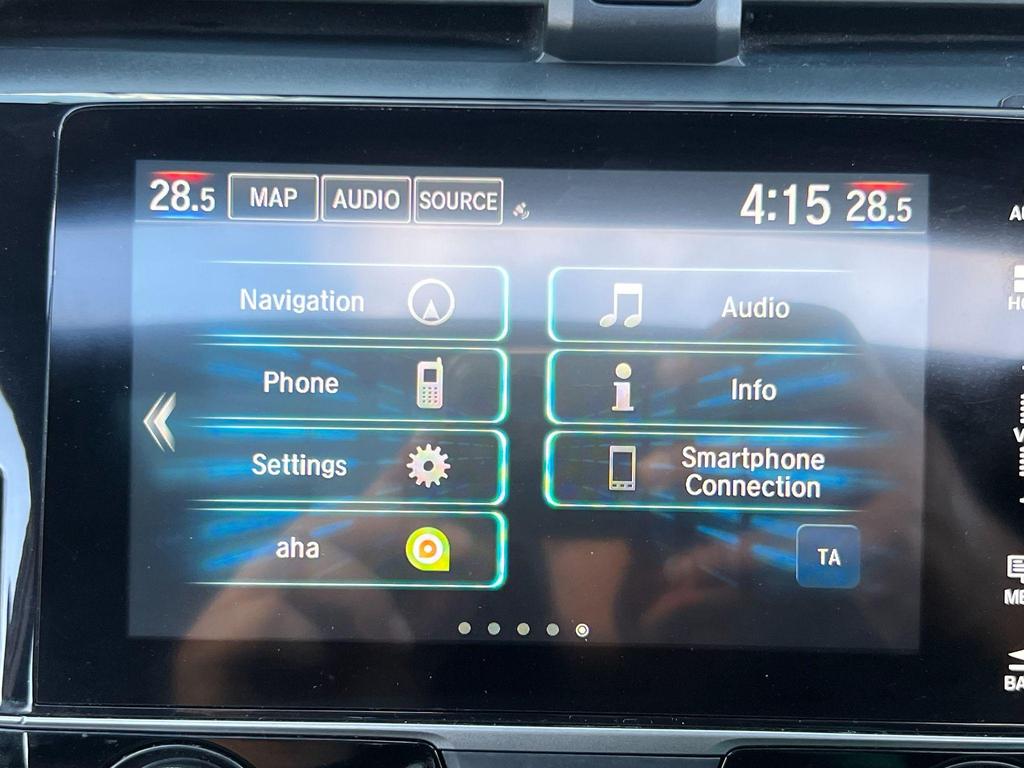 28.5 MAP AUDIO SOURCE 4:15 28.5
Navigation Audio
Phone Info
Settings Smartphone
Connection
aha TA